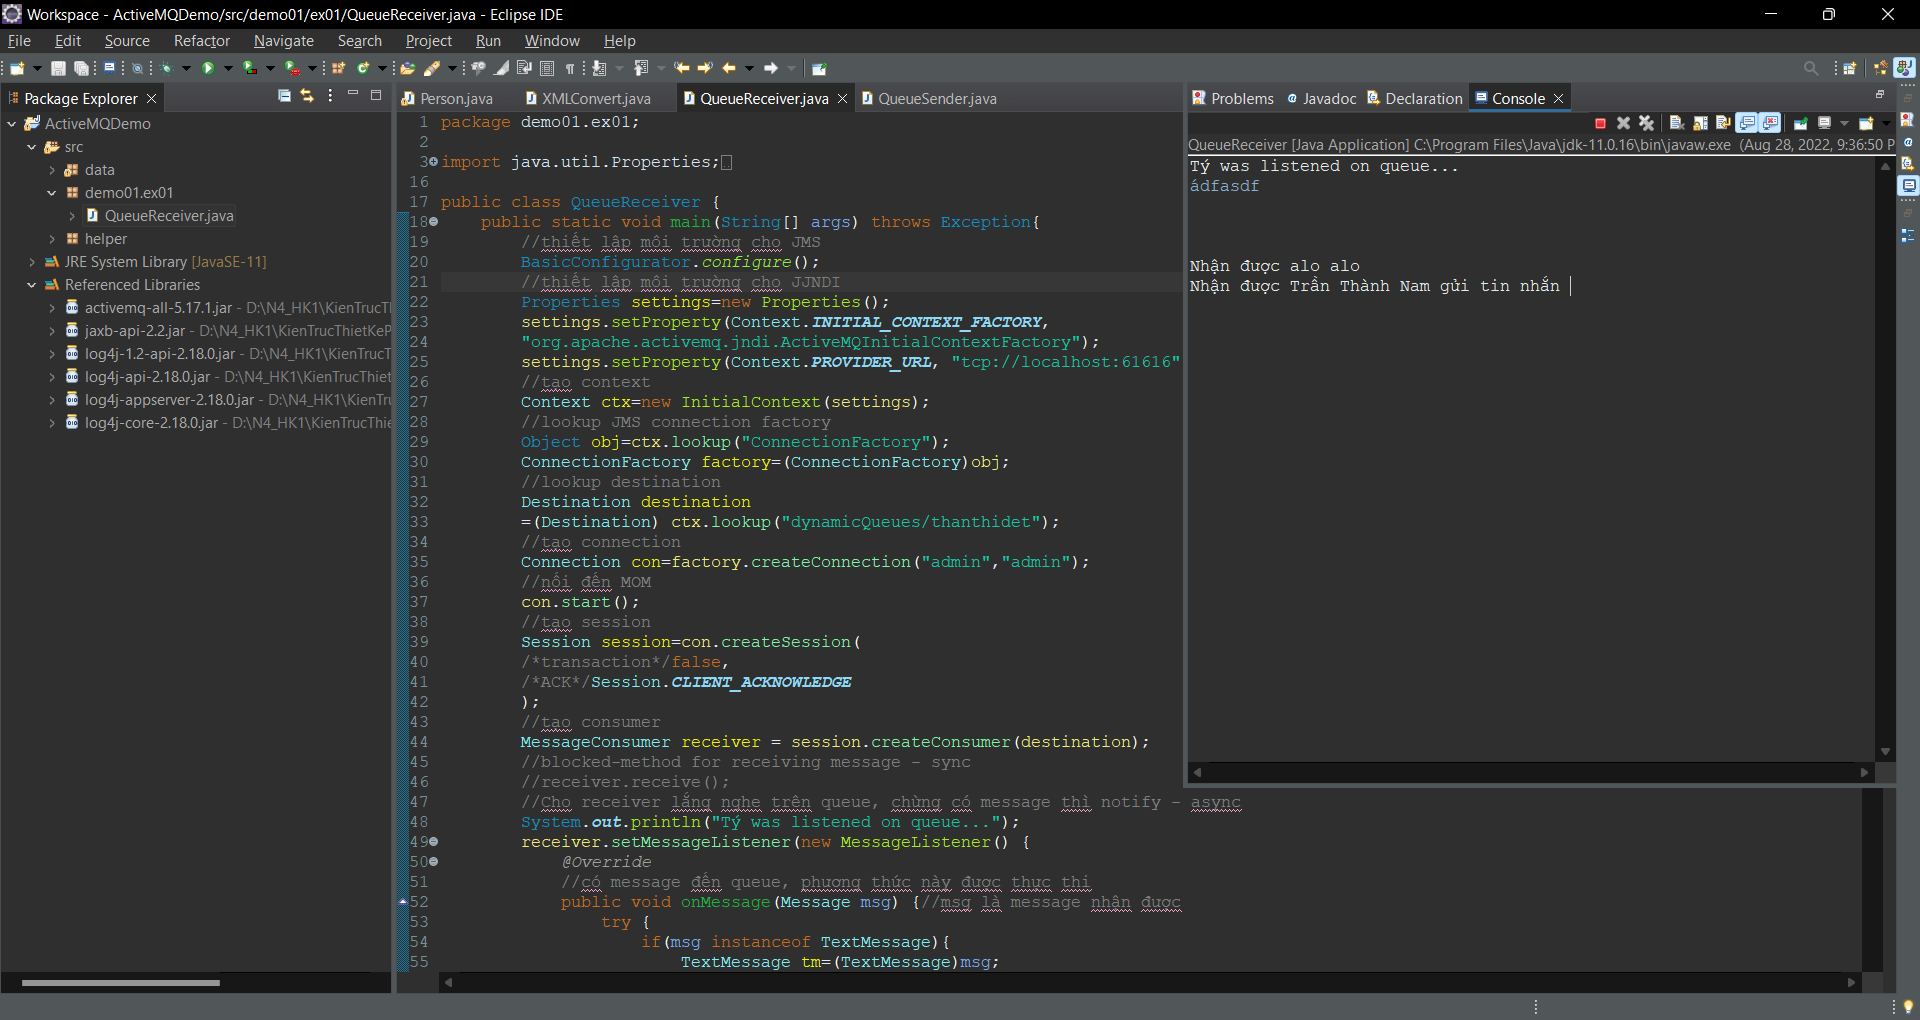 Workspace - ActiveMQDemo/src/demo01/ex01/QueueReceiver.java - Eclipse IDE
File Edit Source Refactor Navigate Search Project Run Window Help
Package Explorer
ActiveMQDemo
src
data
demo01.ex01
QueueReceiver.java
helper
JRE System Library [JavaSE-11]
Referenced Libraries
activemq-all-5.17.1.jar - D:\N4_HK1\KienTrucT
jaxb-api-2.2.jar - D:\N4_HK1\KienTrucThietKeP
log4j-1.2-api-2.18.0.jar - D:\N4_HK1\KienTrucT
log4j-api-2.18.0.jar - D:\N4_HK1\KienTrucThiet
log4j-appserver-2.18.0.jar - D:\N4_HK1\KienTru
log4j-core-2.18.0.jar - D:\N4_HK1\KienTrucThie
Person.java XMLConvert.java QueueReceiver.java QueueSender.java
1 package demo01.ex01;
2
3 import java.util.Properties;
16
17 public class QueueReceiver {
18 public static void main(String[] args) throws Exception{
19 //thiết lập môi trường cho JMS
20 BasicConfigurator.configure();
21 //thiết lập môi trường cho JJNDI
22 Properties settings=new Properties();
23 settings.setProperty(Context.INITIAL_CONTEXT_FACTORY,
24 "org.apache.activemq.jndi.ActiveMQInitialContextFactory");
25 settings.setProperty(Context.PROVIDER_URL, "tcp://localhost:61616"
26 //tạo context
27 Context ctx=new InitialContext(settings);
28 //lookup JMS connection factory
29 Object obj=ctx.lookup("ConnectionFactory");
30 ConnectionFactory factory=(ConnectionFactory)obj;
31 //lookup destination
32 Destination destination
33 =(Destination) ctx.lookup("dynamicQueues/thanthidet");
34 //tạo connection
35 Connection con=factory.createConnection("admin","admin");
36 //nối đến MOM
37 con.start();
38 //tạo session
39 Session session=con.createSession(
40 /*transaction*/false,
41 /*ACK*/Session.CLIENT_ACKNOWLEDGE
42 );
43 //tạo consumer
44 MessageConsumer receiver = session.createConsumer(destination);
45 //blocked-method for receiving message - sync
46 //receiver.receive();
47 //Cho receiver lắng nghe trên queue, chừng có message thì notify - async
48 System.out.println("Tý was listened on queue...");
49 receiver.setMessageListener(new MessageListener() {
50 @Override
51 //có message đến queue, phương thức này được thực thi
52 public void onMessage(Message msg) {//msg là message nhận được
53 try {
54 if(msg instanceof TextMessage){
55 TextMessage tm=(TextMessage)msg;
Problems Javadoc Declaration Console
QueueReceiver [Java Application] C:\Program Files\Java\jdk-11.0.16\bin\javaw.exe (Aug 28, 2022, 9:36:50 P
Tý was listened on queue...
ádfasdf
Nhận được alo alo
Nhận được Trần Thành Nam gửi tin nhắn